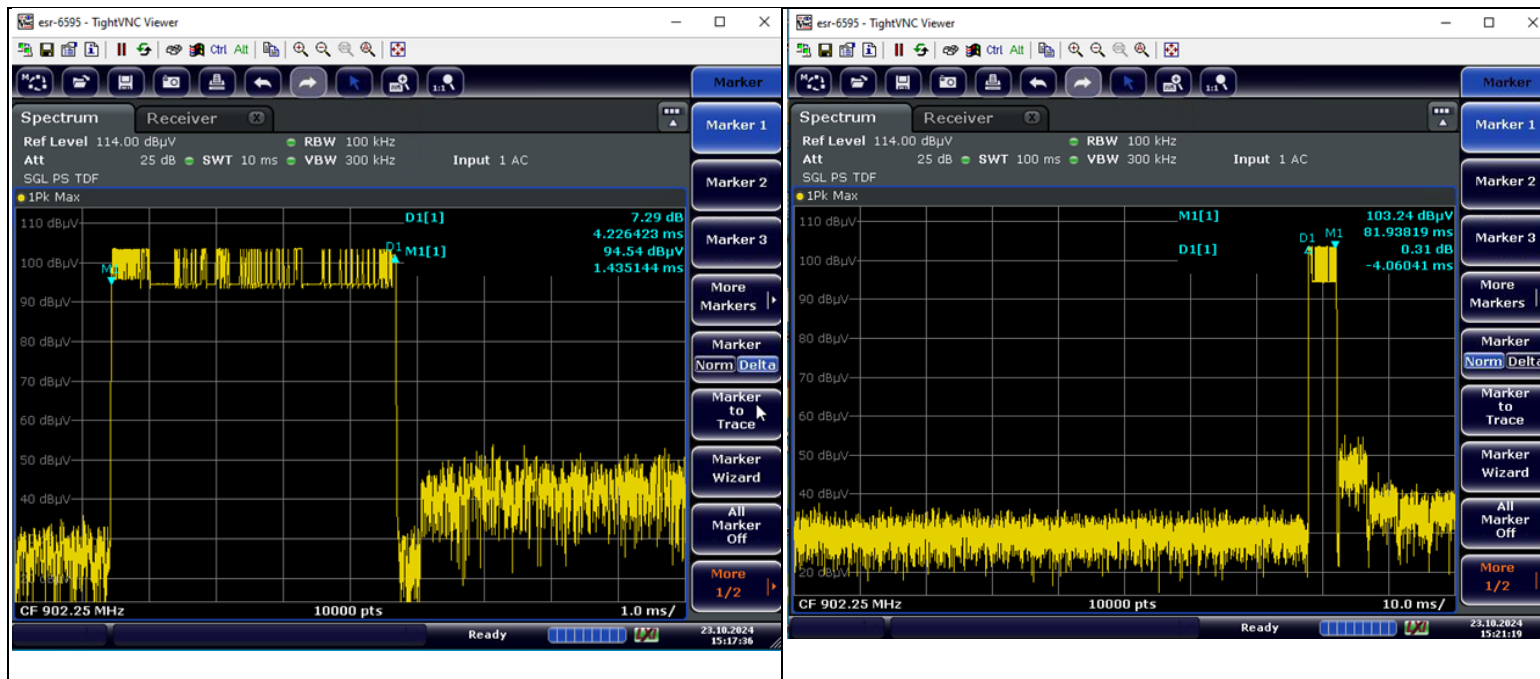 esr-6595 - TightVNC Viewer
Ctrl Alt
Marker
Spectrum
Receiver
Ref Level 114.00 dBµV
RBW 100 kHz
Att
25 dB
SWT 10 ms
VBW 300 kHz
Input 1 AC
SGL PS TDF
1Pk Max
D1[1]
7.29 dB
4.226423 ms
M1[1]
94.54 dBµV
1.435144 ms
D1
110 dBµV
100 dBµV
90 dBµV
80 dBµV
70 dBµV
60 dBµV
50 dBµV
40 dBµV
CF 902.25 MHz
10000 pts
1.0 ms/
Marker 1
Marker 2
Marker 3
More
Markers
Marker
Norm Delta
Marker
to
Trace
Marker
Wizard
All
Marker
Off
More
1/2
Ready
LXI
23.10.2024
15:17:36
esr-6595 - TightVNC Viewer
Ctrl Alt
Marker
Spectrum
Receiver
Ref Level 114.00 dBµV
RBW 100 kHz
Att
25 dB
SWT 100 ms
VBW 300 kHz
Input 1 AC
SGL PS TDF
1Pk Max
M1[1]
103.24 dBµV
81.93819 ms
D1[1]
0.31 dB
-4.06041 ms
D1
M1
110 dBµV
100 dBµV
90 dBµV
80 dBµV
70 dBµV
60 dBµV
50 dBµV
40 dBµV
20 dBµV
CF 902.25 MHz
10000 pts
10.0 ms/
Marker 1
Marker 2
Marker 3
More
Markers
Marker
Norm Delta
Marker
to
Trace
Marker
Wizard
All
Marker
Off
More
1/2
Ready
LXI
23.10.2024
15:21:19